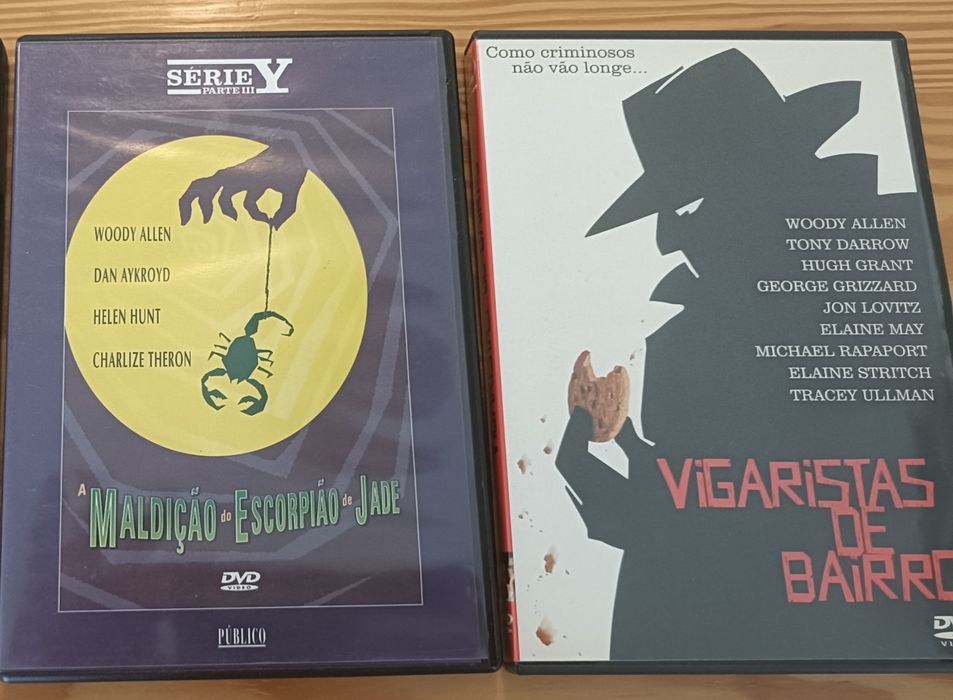 SÉRIE Y
PARTE III
WOODY ALLEN
DAN AYKROYD
HELEN HUNT
CHARLIZE THERON
A MALDIÇÃO do ESCORPIÃO de JADE
DVD
VIDEO
PÚBLICO
Como criminosos
não vão longe...
WOODY ALLEN
TONY DARROW
HUGH GRANT
GEORGE GRIZZARD
JON LOVITZ
ELAINE MAY
MICHAEL RAPAPORT
ELAINE STRITCH
TRACEY ULLMAN
ViGARiSTAS
DE
BAiRRO